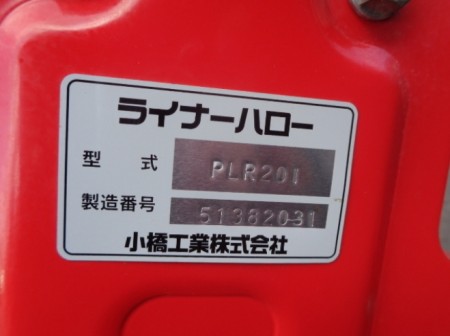 ライナーハロー
型式 PLR201
製造番号 51382031
小橋工業株式会社